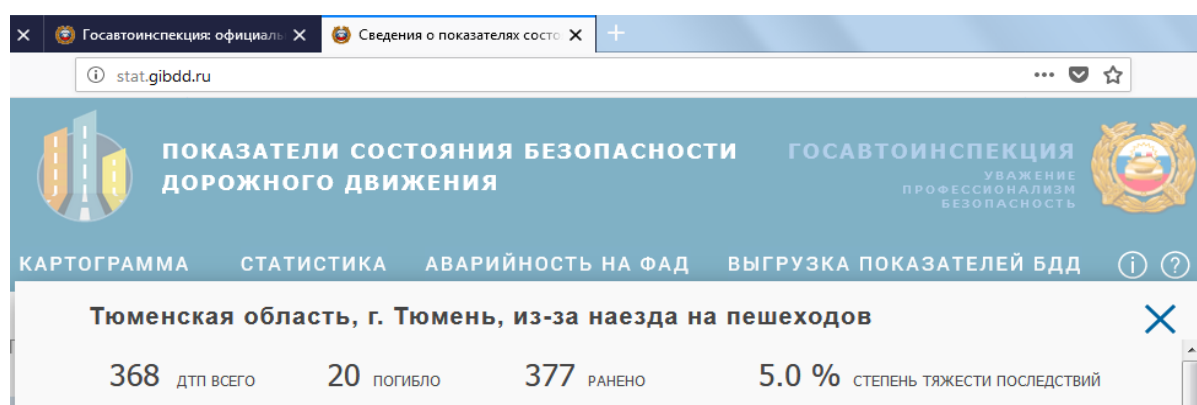 Госавтоинспекция: официаль
Сведения о показателях состо
stat.gibdd.ru
ПОКАЗАТЕЛИ СОСТОЯНИЯ БЕЗОПАСНОСТИ
ДОРОЖНОГО ДВИЖЕНИЯ
ГОСАВТОИНСПЕКЦИЯ
УВАЖЕНИЕ
ПРОФЕССИОНАЛИЗМ
БЕЗОПАСНОСТЬ
КАРТОГРАММА СТАТИСТИКА АВАРИЙНОСТЬ НА ФАД ВЫГРУЗКА ПОКАЗАТЕЛЕЙ БДД
Тюменская область, г. Тюмень, из-за наезда на пешеходов
368 ДТП ВСЕГО 20 ПОГИБЛО 377 РАНЕНО 5.0 % СТЕПЕНЬ ТЯЖЕСТИ ПОСЛЕДСТВИЙ